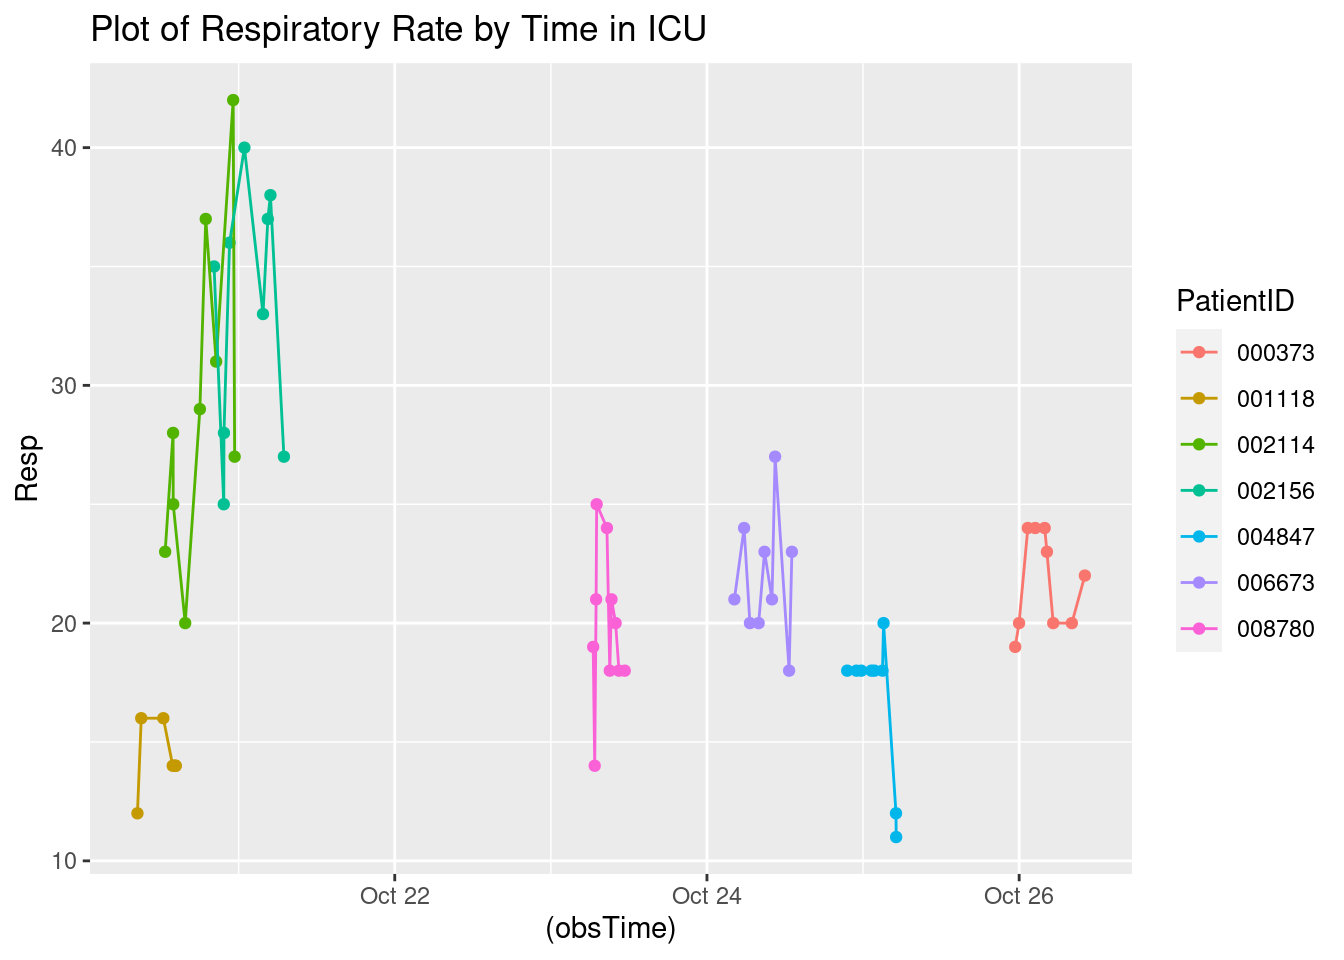 Plot of Respiratory Rate by Time in ICU
Resp
40
30
20
10
Oct 22
Oct 24
Oct 26
(obsTime)
PatientID
000373
001118
002114
002156
004847
006673
008780